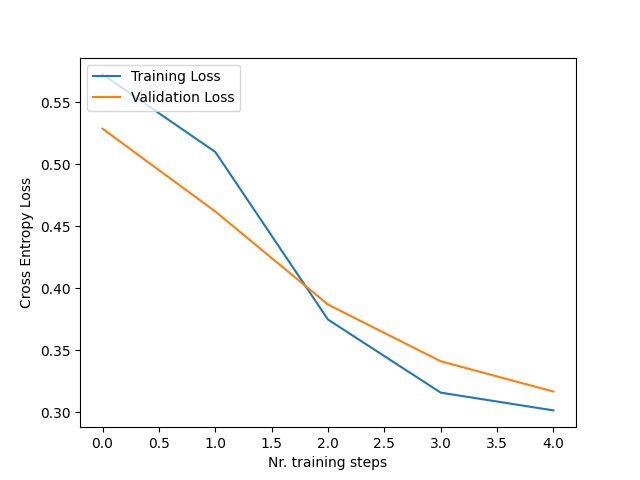 Training Loss
Validation Loss
0.55
0.50
0.45
0.40
0.35
0.30
Cross Entropy Loss
0.0 0.5 1.0 1.5 2.0 2.5 3.0 3.5 4.0
Nr. training steps